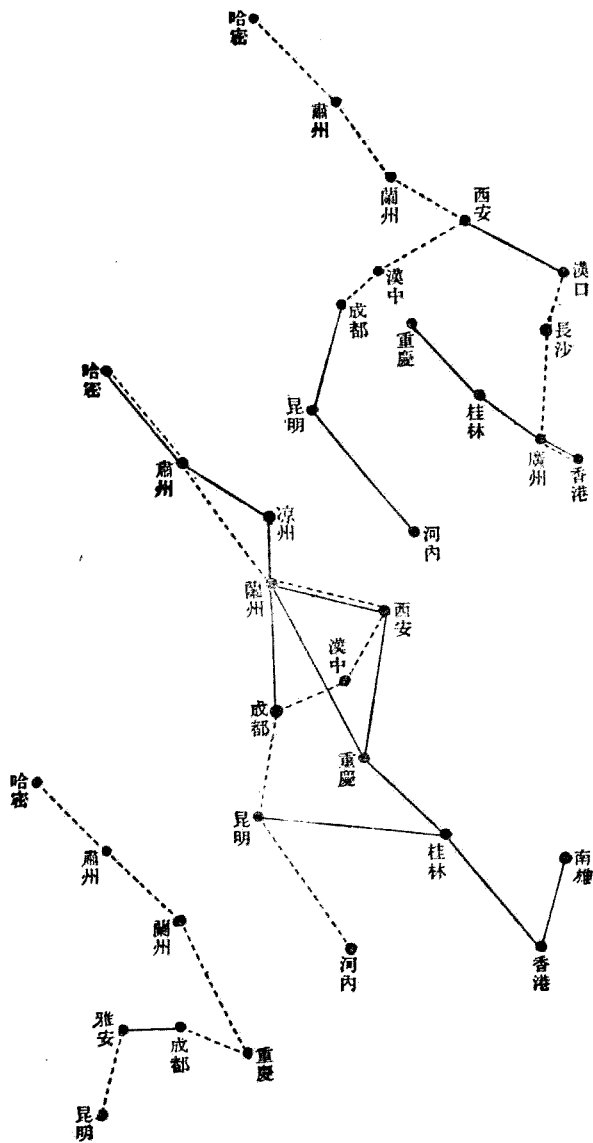 哈密
肅州
蘭州
西安
漢口
漢中
成都
長沙
重慶
桂林
昆明
廣州
香港
河內
哈密
肅州
凉州
蘭州
西安
漢中
成都
重慶
昆明
桂林
南雄
香港
河內
哈密
肅州
蘭州
雅安
成都
重慶
昆明